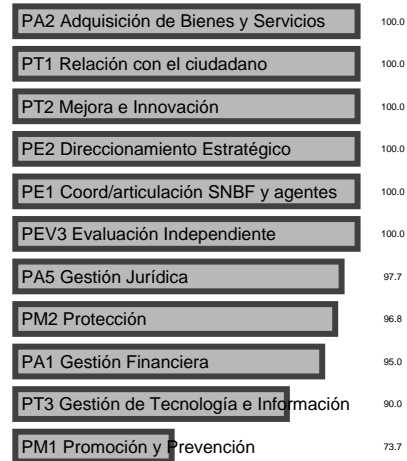 PA2 Adquisición de Bienes y Servicios 100.0
PT1 Relación con el ciudadano 100.0
PT2 Mejora e Innovación 100.0
PE2 Direccionamiento Estratégico 100.0
PE1 Coord/articulación SNBF y agentes 100.0
PEV3 Evaluación Independiente 100.0
PA5 Gestión Jurídica 97.7
PM2 Protección 96.8
PA1 Gestión Financiera 95.0
PT3 Gestión de Tecnología e Información 90.0
PM1 Promoción y Prevención 73.7